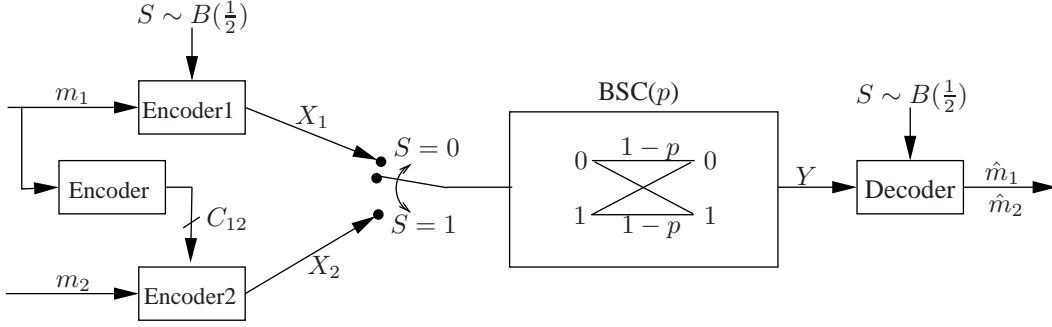 S ∼ B(1/2)
m₁
Encoder1
X₁
S = 0
Encoder
C₁₂
S = 1
m₂
Encoder2
X₂
BSC(p)
1 − p
0 0
1 1
1 − p
Y
S ∼ B(1/2)
Decoder
m̂₁
m̂₂